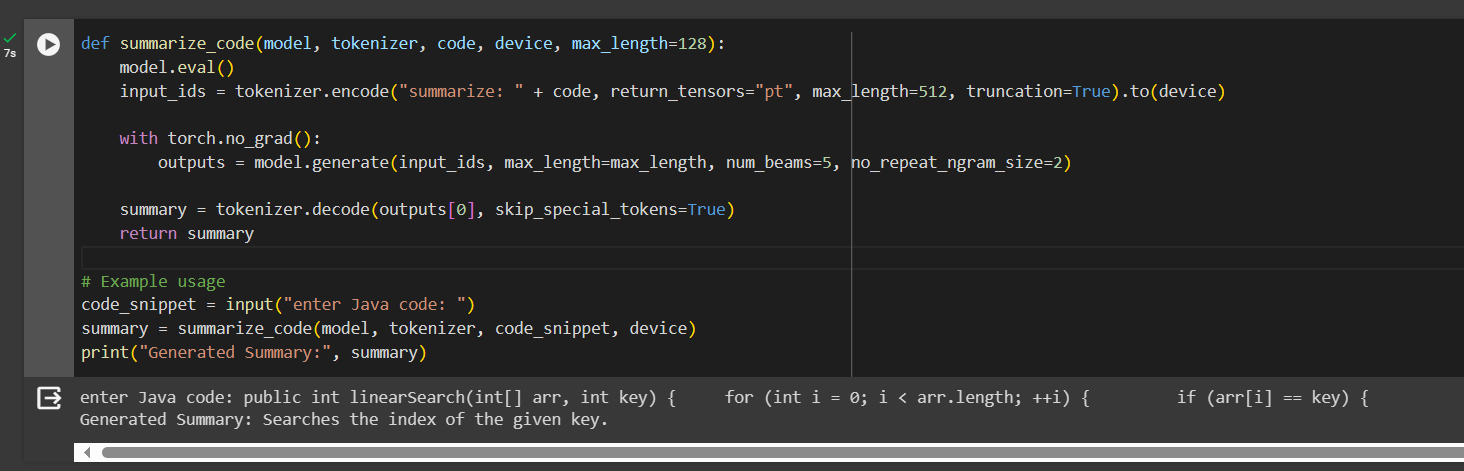 def summarize_code(model, tokenizer, code, device, max_length=128):
7s
    model.eval()
    input_ids = tokenizer.encode("summarize: " + code, return_tensors="pt", max_length=512, truncation=True).to(device)
    with torch.no_grad():
        outputs = model.generate(input_ids, max_length=max_length, num_beams=5, no_repeat_ngram_size=2)
    summary = tokenizer.decode(outputs[0], skip_special_tokens=True)
    return summary
# Example usage
code_snippet = input("enter Java code: ")
summary = summarize_code(model, tokenizer, code_snippet, device)
print("Generated Summary:", summary)
enter Java code: public int linearSearch(int[] arr, int key) {     for (int i = 0; i < arr.length; ++i) {         if (arr[i] == key) {
Generated Summary: Searches the index of the given key.